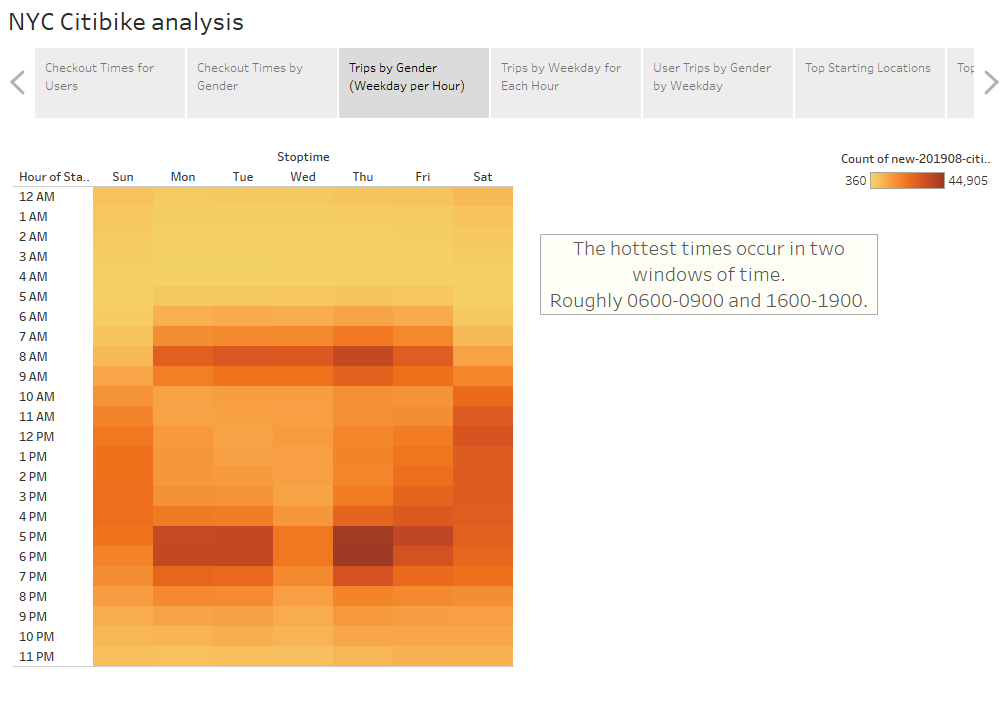 NYC Citibike analysis
Checkout Times for
Users
Checkout Times by
Gender
Trips by Gender
(Weekday per Hour)
Trips by Weekday for
Each Hour
User Trips by Gender
by Weekday
Top Starting Locations
Top
Stoptime
Hour of Sta.. Sun Mon Tue Wed Thu Fri Sat
12 AM
1 AM
2 AM
3 AM
4 AM
5 AM
6 AM
7 AM
8 AM
9 AM
10 AM
11 AM
12 PM
1 PM
2 PM
3 PM
4 PM
5 PM
6 PM
7 PM
8 PM
9 PM
10 PM
11 PM
Count of new-201908-citi..
360 44,905
The hottest times occur in two
windows of time.
Roughly 0600-0900 and 1600-1900.